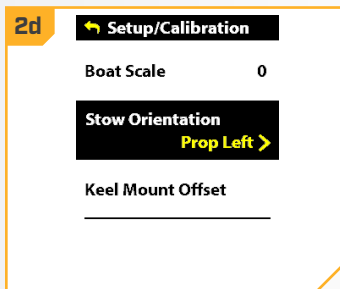 2d
Setup/Calibration
Boat Scale 0
Stow Orientation
Prop Left >
Keel Mount Offset